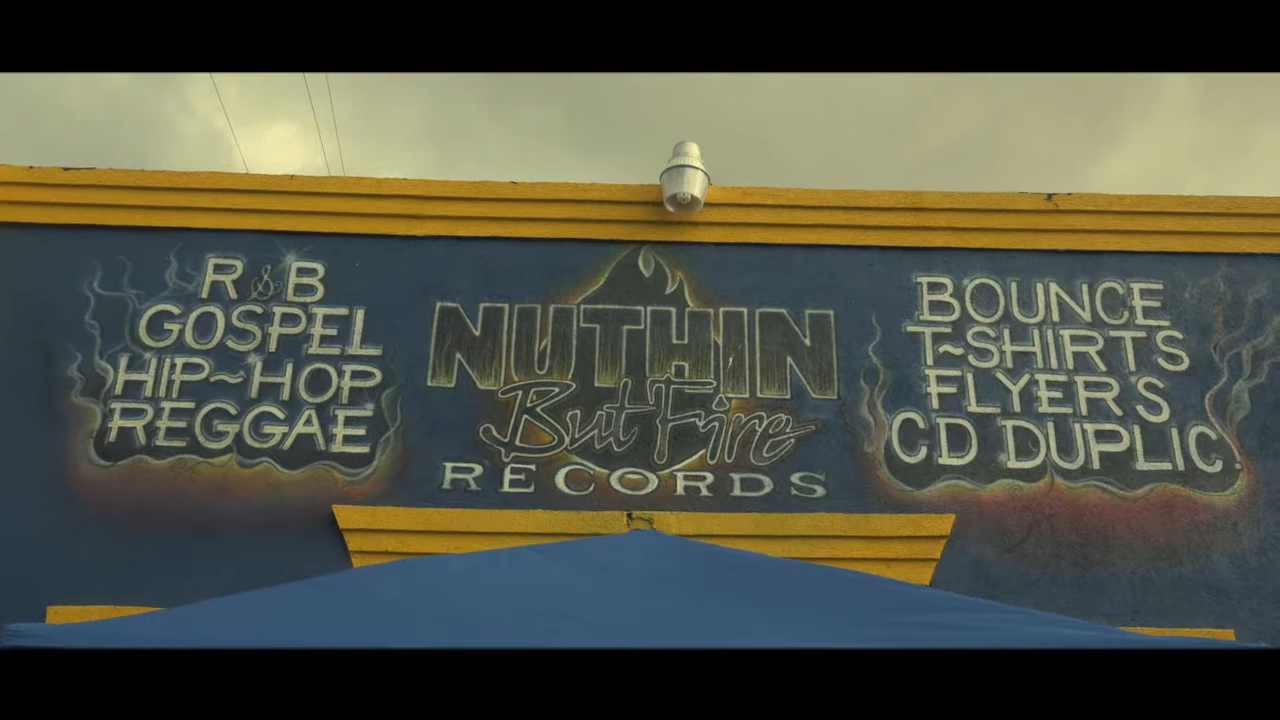 R & B
GOSPEL
HIP~HOP
REGGAE
NUTHIN
But Fire
RECORDS
BOUNCE
T~SHIRTS
FLYERS
CD DUPLIC.